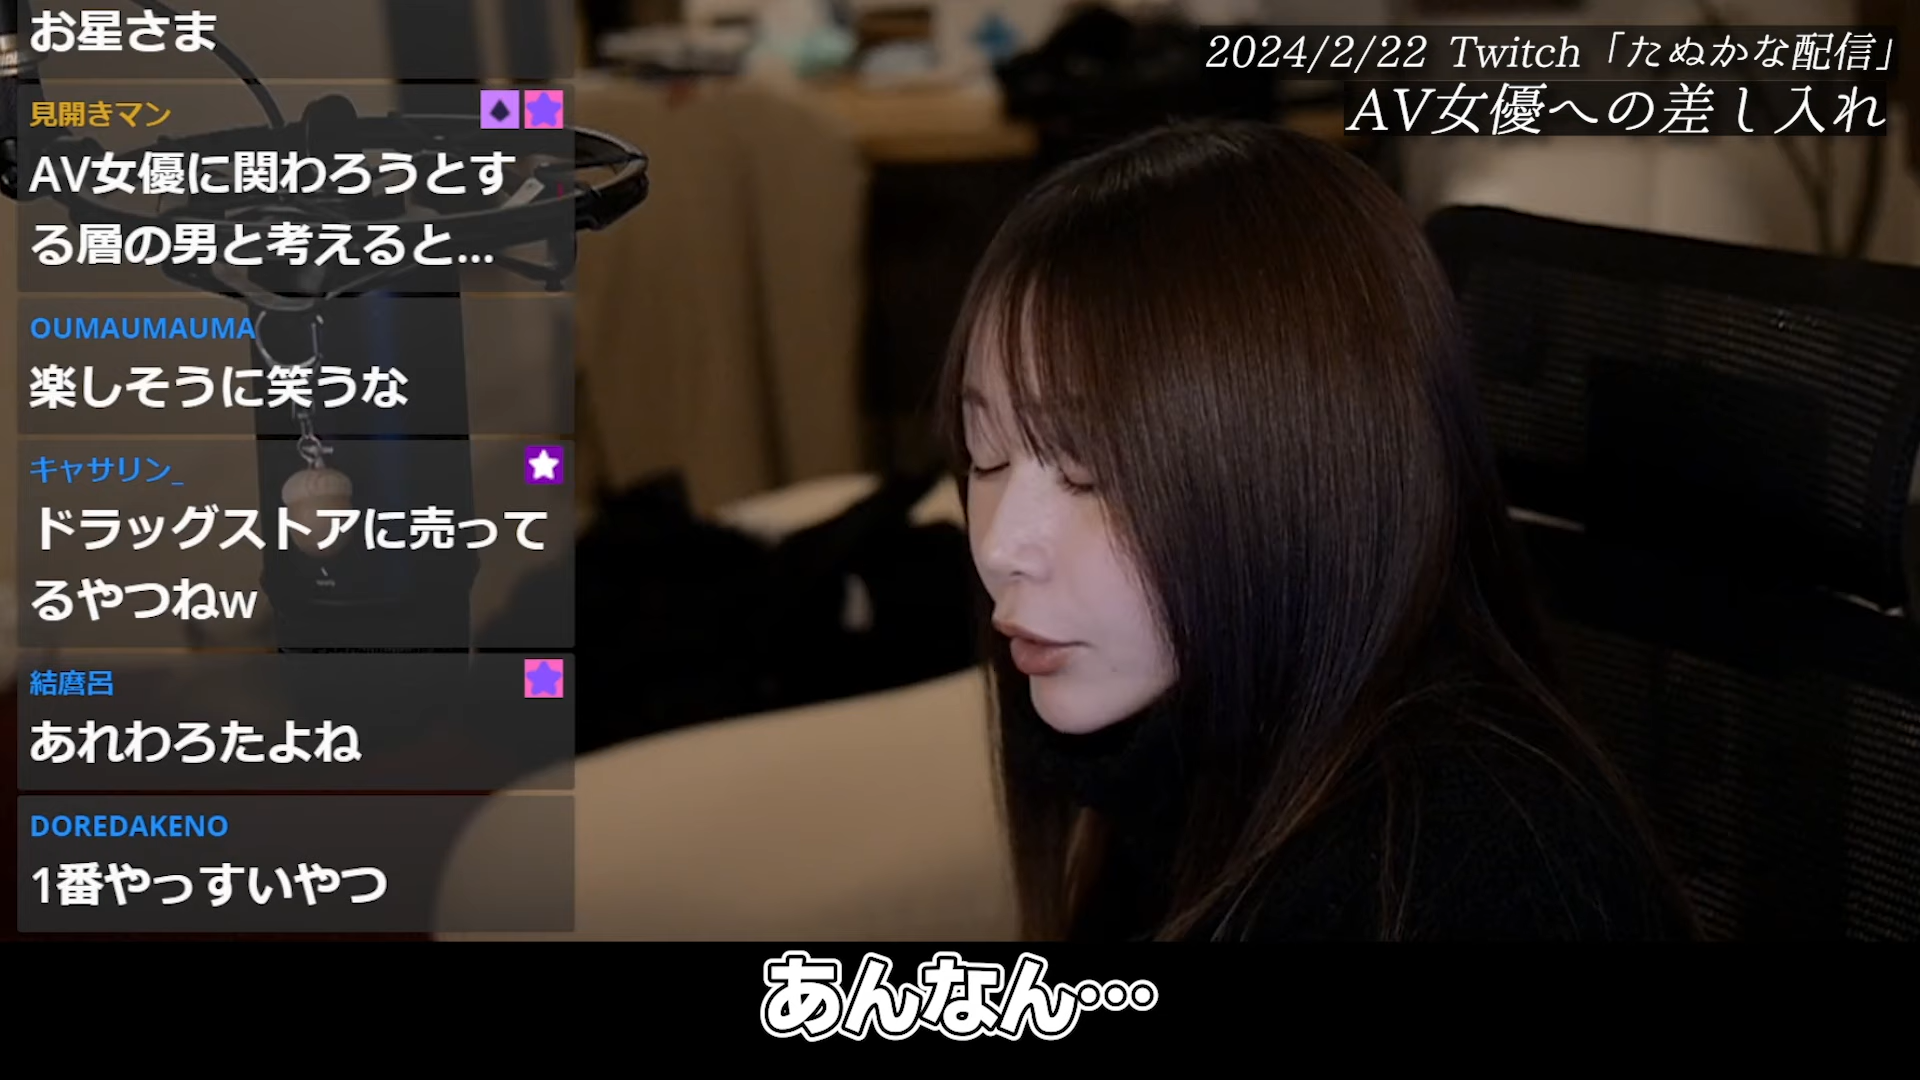 お星さま
見開きマン
AV女優に関わろうとす
る層の男と考えると...
OUMAUMAUMA
楽しそうに笑うな
キャサリン_
ドラッグストアに売って
るやつねw
結麿呂
あれわろたよね
DOREDAKENO
1番やっすいやつ
2024/2/22 Twitch「たぬかな配信」
AV女優への差し入れ
あんなん…